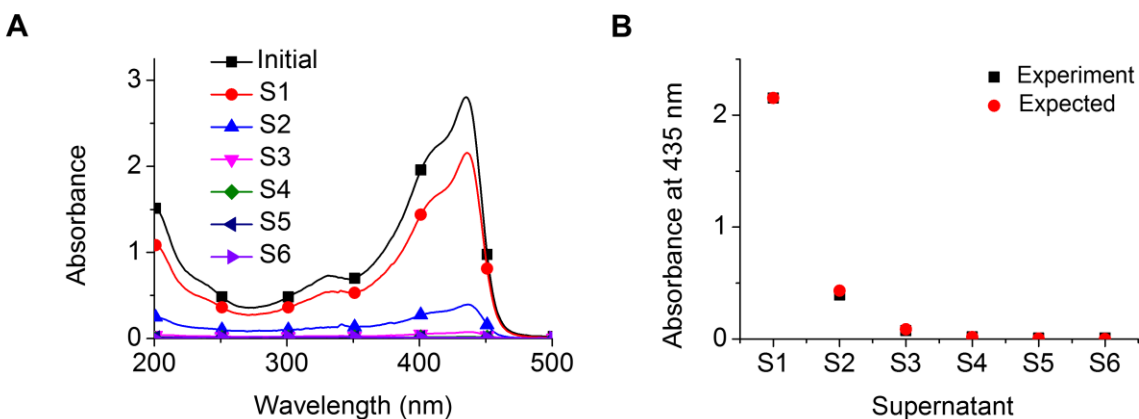 A
Absorbance
3
2
1
0
200
300
400
500
Wavelength (nm)
Initial
S1
S2
S3
S4
S5
S6
B
Absorbance at 435 nm
2
1
0
S1
S2
S3
S4
S5
S6
Supernatant
Experiment
Expected